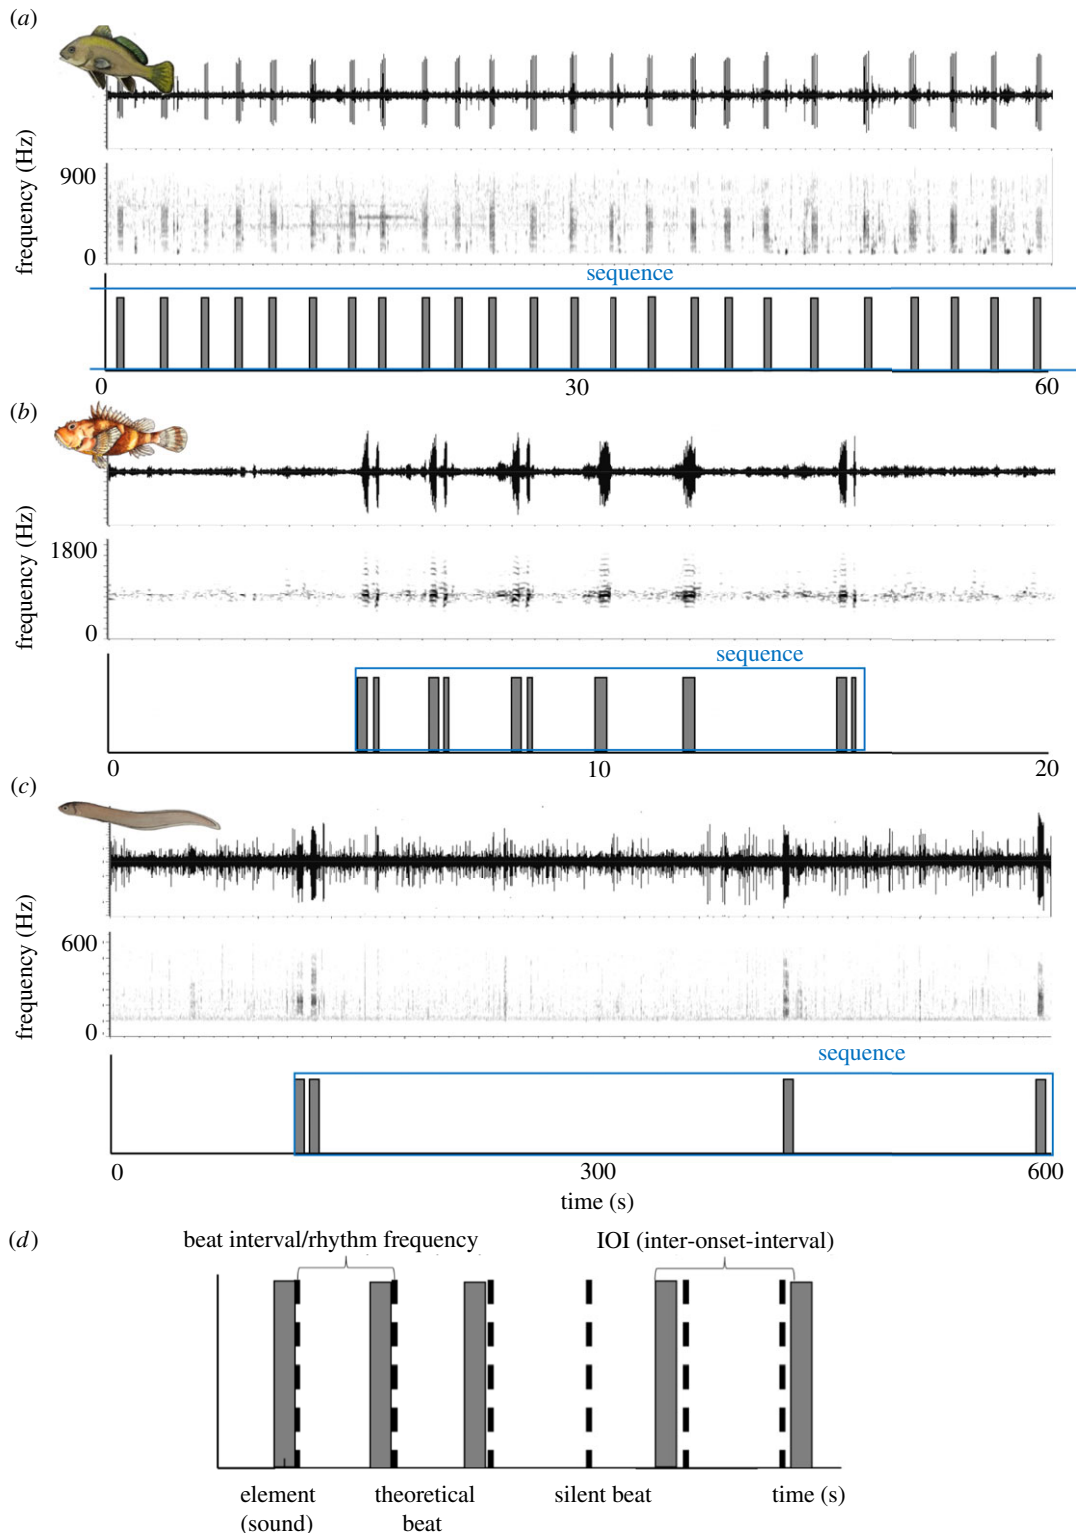 (a)
frequency (Hz)
900
0
sequence
0 30 60
(b)
frequency (Hz)
1800
0
sequence
0 10 20
(c)
frequency (Hz)
600
0
sequence
0 300 600
time (s)
(d)
beat interval/rhythm frequency IOI (inter-onset-interval)
element theoretical silent beat time (s)
(sound) beat